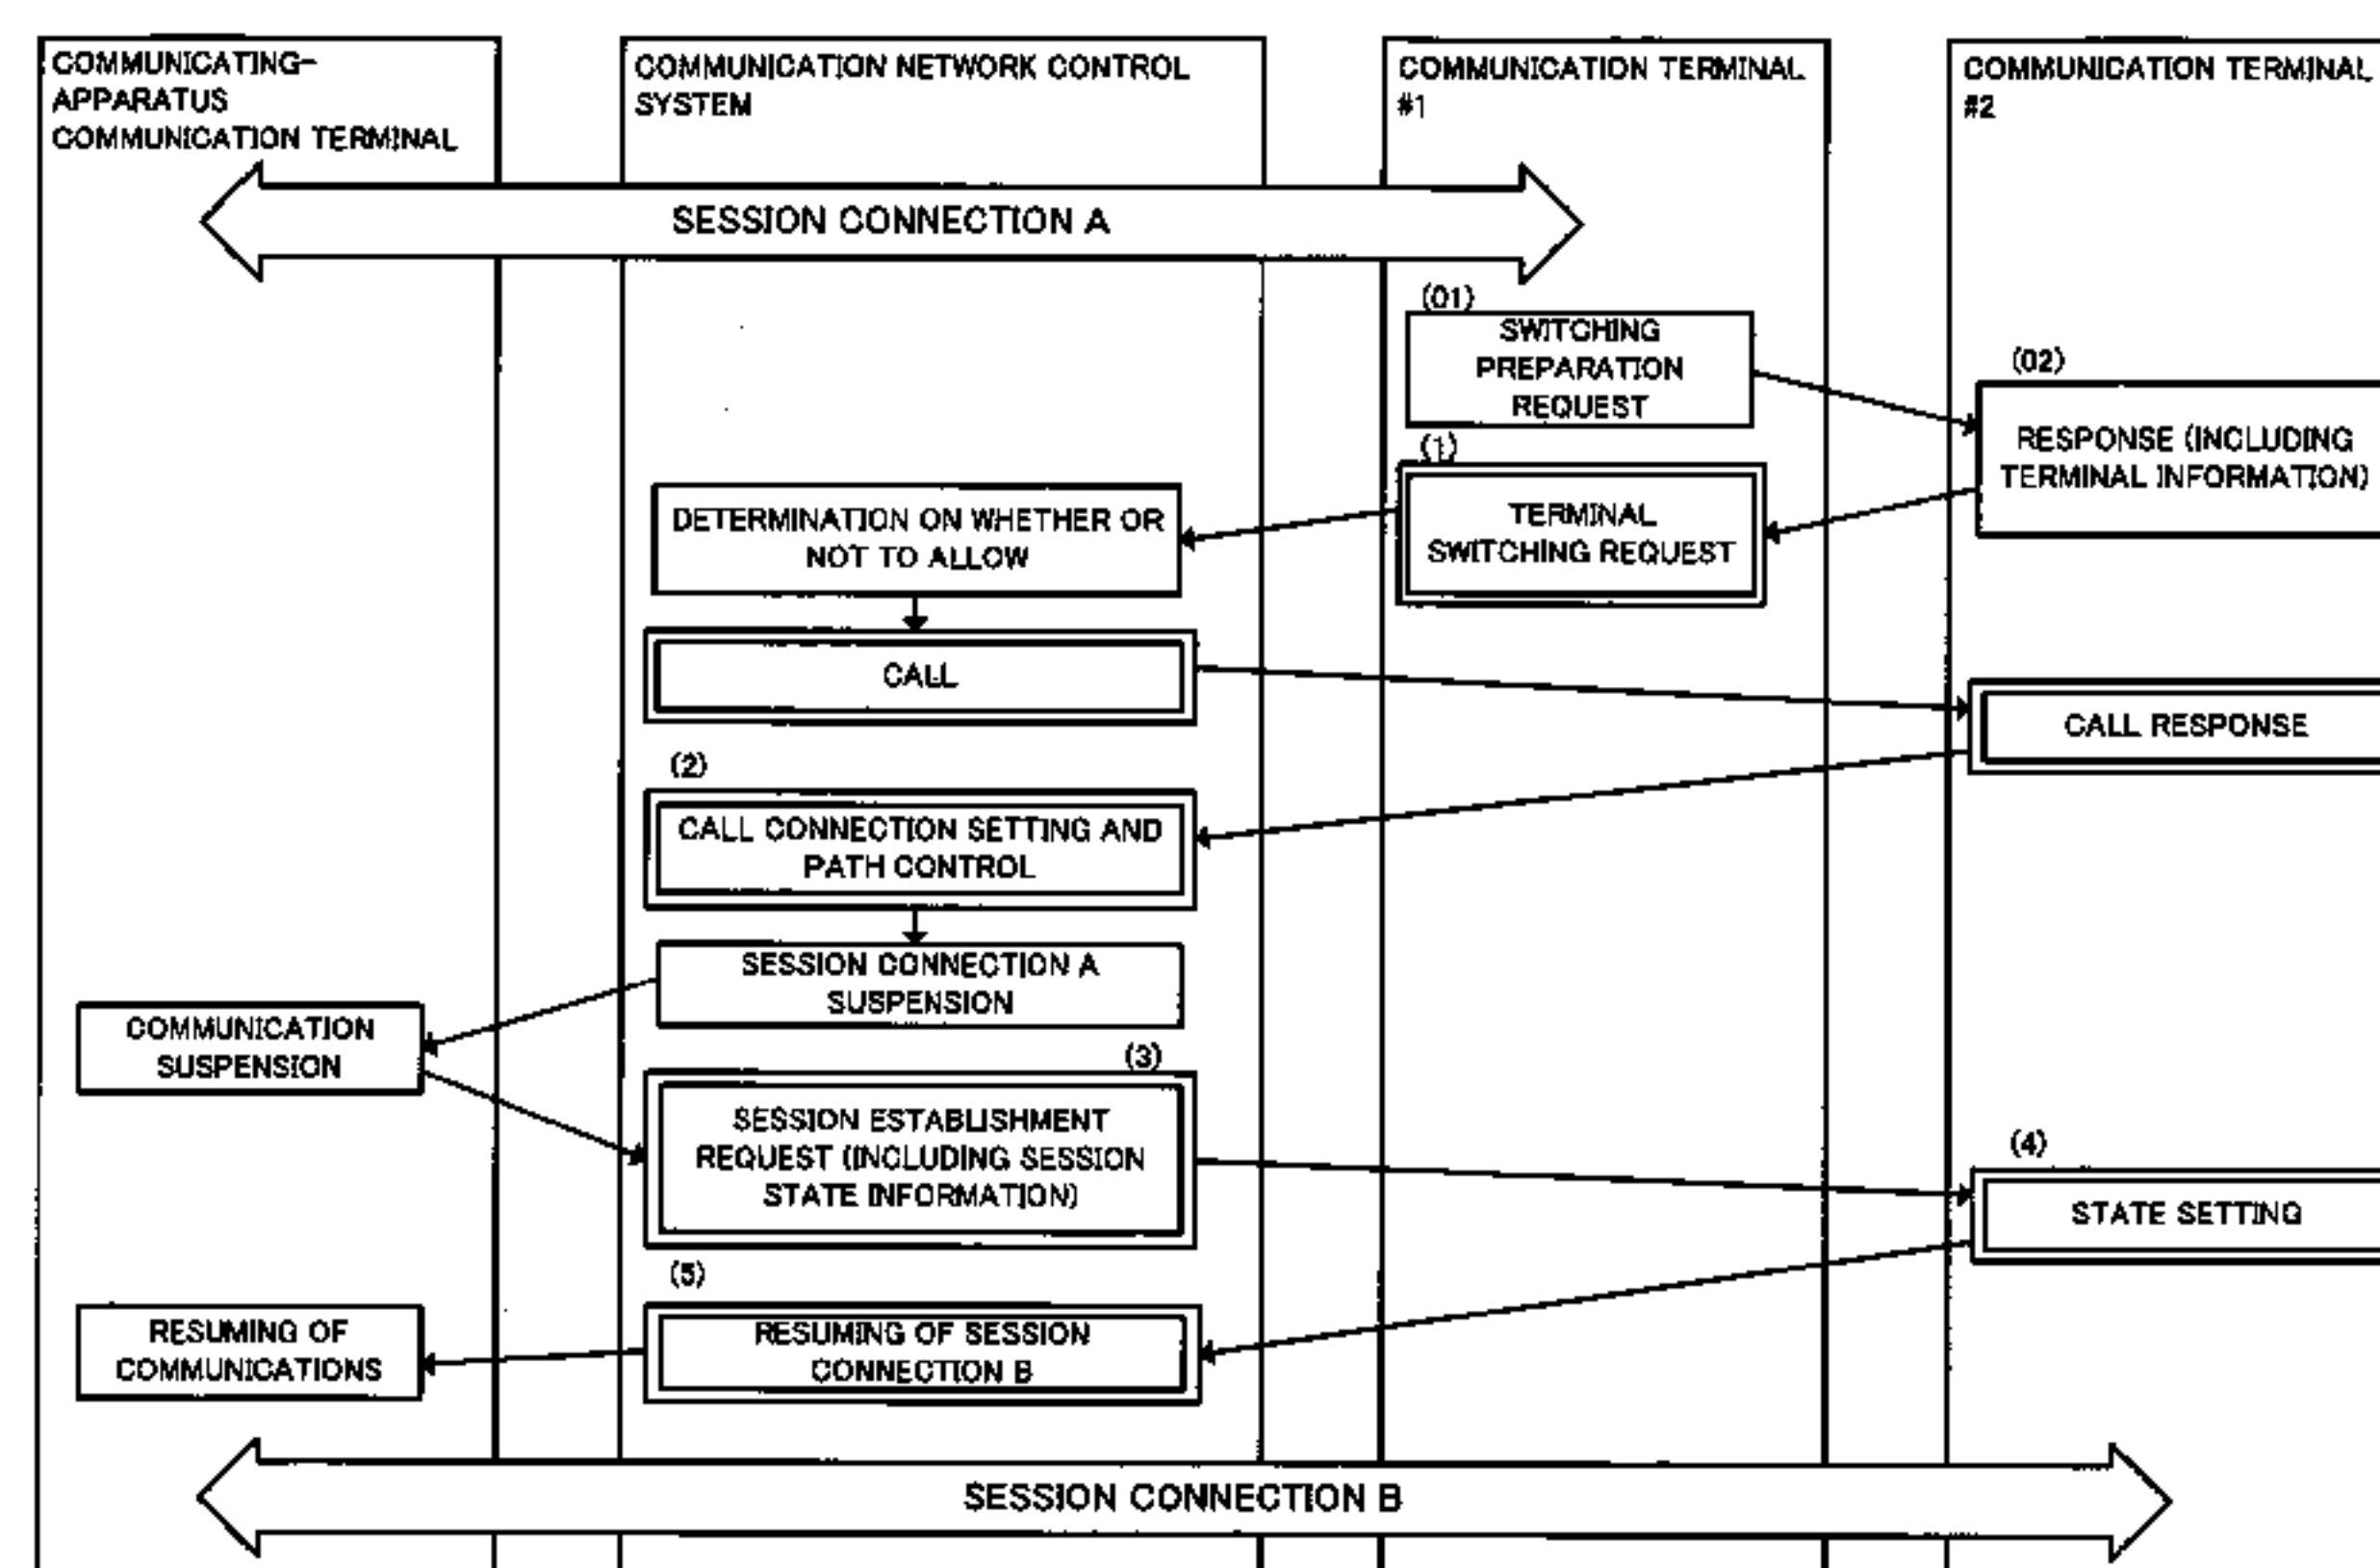 COMMUNICATING-
APPARATUS
COMMUNICATION TERMINAL
COMMUNICATION NETWORK CONTROL
SYSTEM
COMMUNICATION TERMINAL
#1
COMMUNICATION TERMINAL
#2
SESSION CONNECTION A
(01)
SWITCHING
PREPARATION
REQUEST
(02)
RESPONSE (INCLUDING
TERMINAL INFORMATION)
(1)
TERMINAL
SWITCHING REQUEST
DETERMINATION ON WHETHER OR
NOT TO ALLOW
CALL
CALL RESPONSE
(2)
CALL CONNECTION SETTING AND
PATH CONTROL
SESSION CONNECTION A
SUSPENSION
COMMUNICATION
SUSPENSION
(3)
SESSION ESTABLISHMENT
REQUEST (INCLUDING SESSION
STATE INFORMATION)
(4)
STATE SETTING
(5)
RESUMING OF SESSION
CONNECTION B
RESUMING OF
COMMUNICATIONS
SESSION CONNECTION B